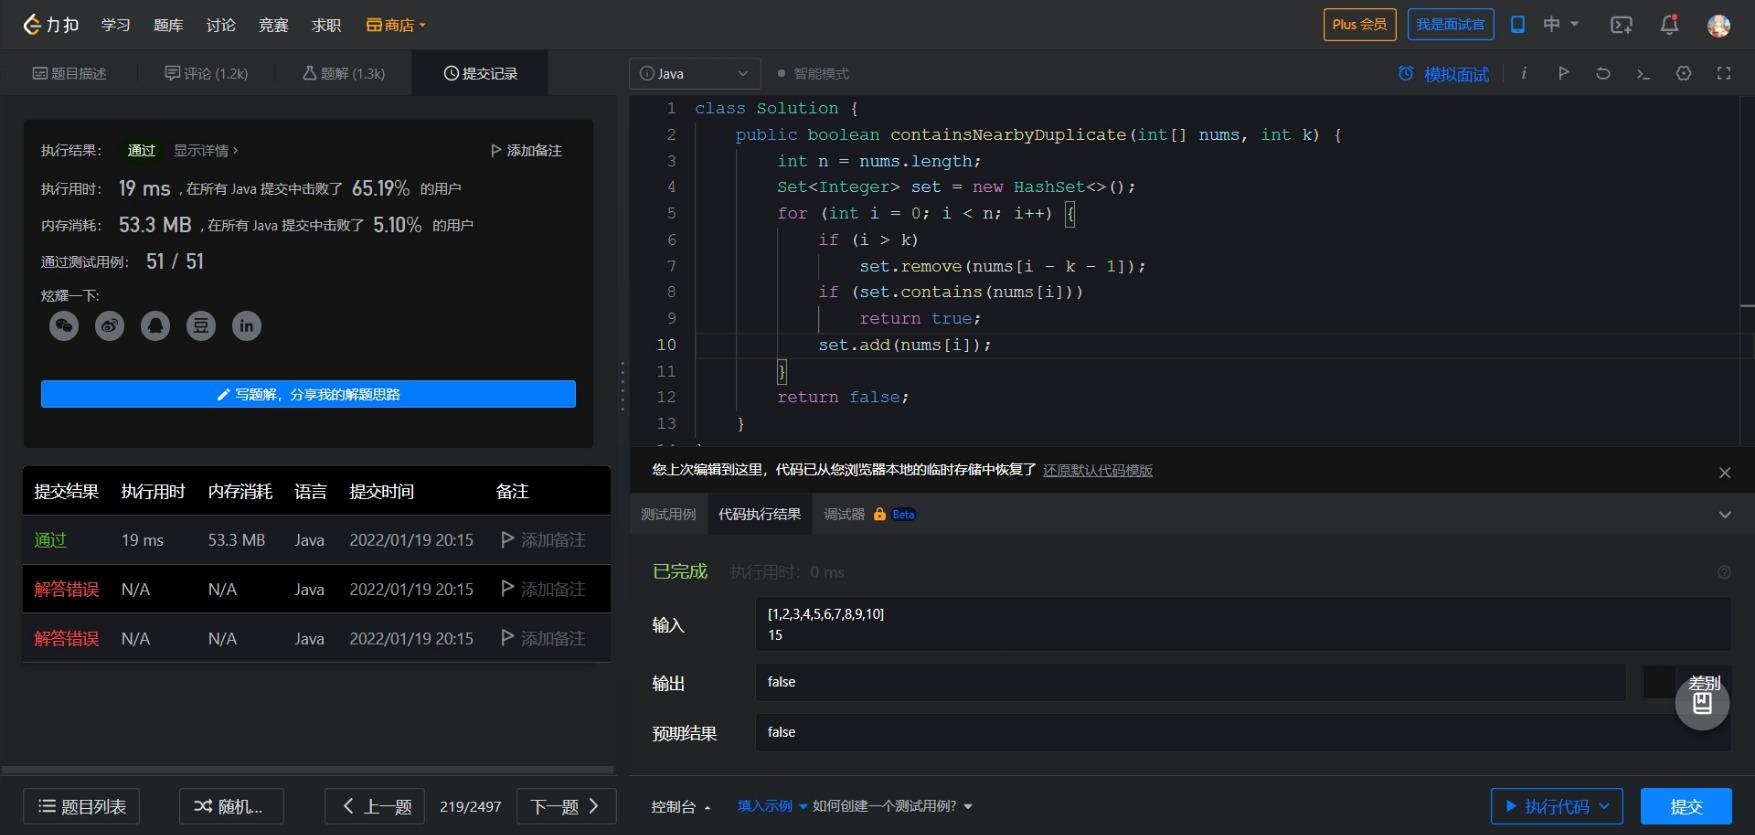 力扣 学习 题库 讨论 竞赛 求职 商店 Plus 会员 我是面试官 中
题目描述 评论 (1.2k) 题解 (1.3k) 提交记录
执行结果： 通过 显示详情 > 添加备注
执行用时： 19 ms , 在所有 Java 提交中击败了 65.19% 的用户
内存消耗： 53.3 MB , 在所有 Java 提交中击败了 5.10% 的用户
通过测试用例： 51 / 51
炫耀一下:
豆 in
写题解，分享我的解题思路
提交结果 执行用时 内存消耗 语言 提交时间 备注
通过 19 ms 53.3 MB Java 2022/01/19 20:15 添加备注
解答错误 N/A N/A Java 2022/01/19 20:15 添加备注
解答错误 N/A N/A Java 2022/01/19 20:15 添加备注
题目列表 随机... 上一题 219/2497 下一题
Java 智能模式 模拟面试 i
1 class Solution {
2 public boolean containsNearbyDuplicate(int[] nums, int k) {
3 int n = nums.length;
4 Set<Integer> set = new HashSet<>();
5 for (int i = 0; i < n; i++) {
6 if (i > k)
7 set.remove(nums[i - k - 1]);
8 if (set.contains(nums[i]))
9 return true;
10 set.add(nums[i]);
11 }
12 return false;
13 }
您上次编辑到这里，代码已从您浏览器本地的临时存储中恢复了 还原默认代码模版
测试用例 代码执行结果 调试器 Beta
已完成 执行用时：0 ms
输入
[1,2,3,4,5,6,7,8,9,10]
15
输出 false 差别
预期结果 false
控制台 填入示例 如何创建一个测试用例? 执行代码 提交